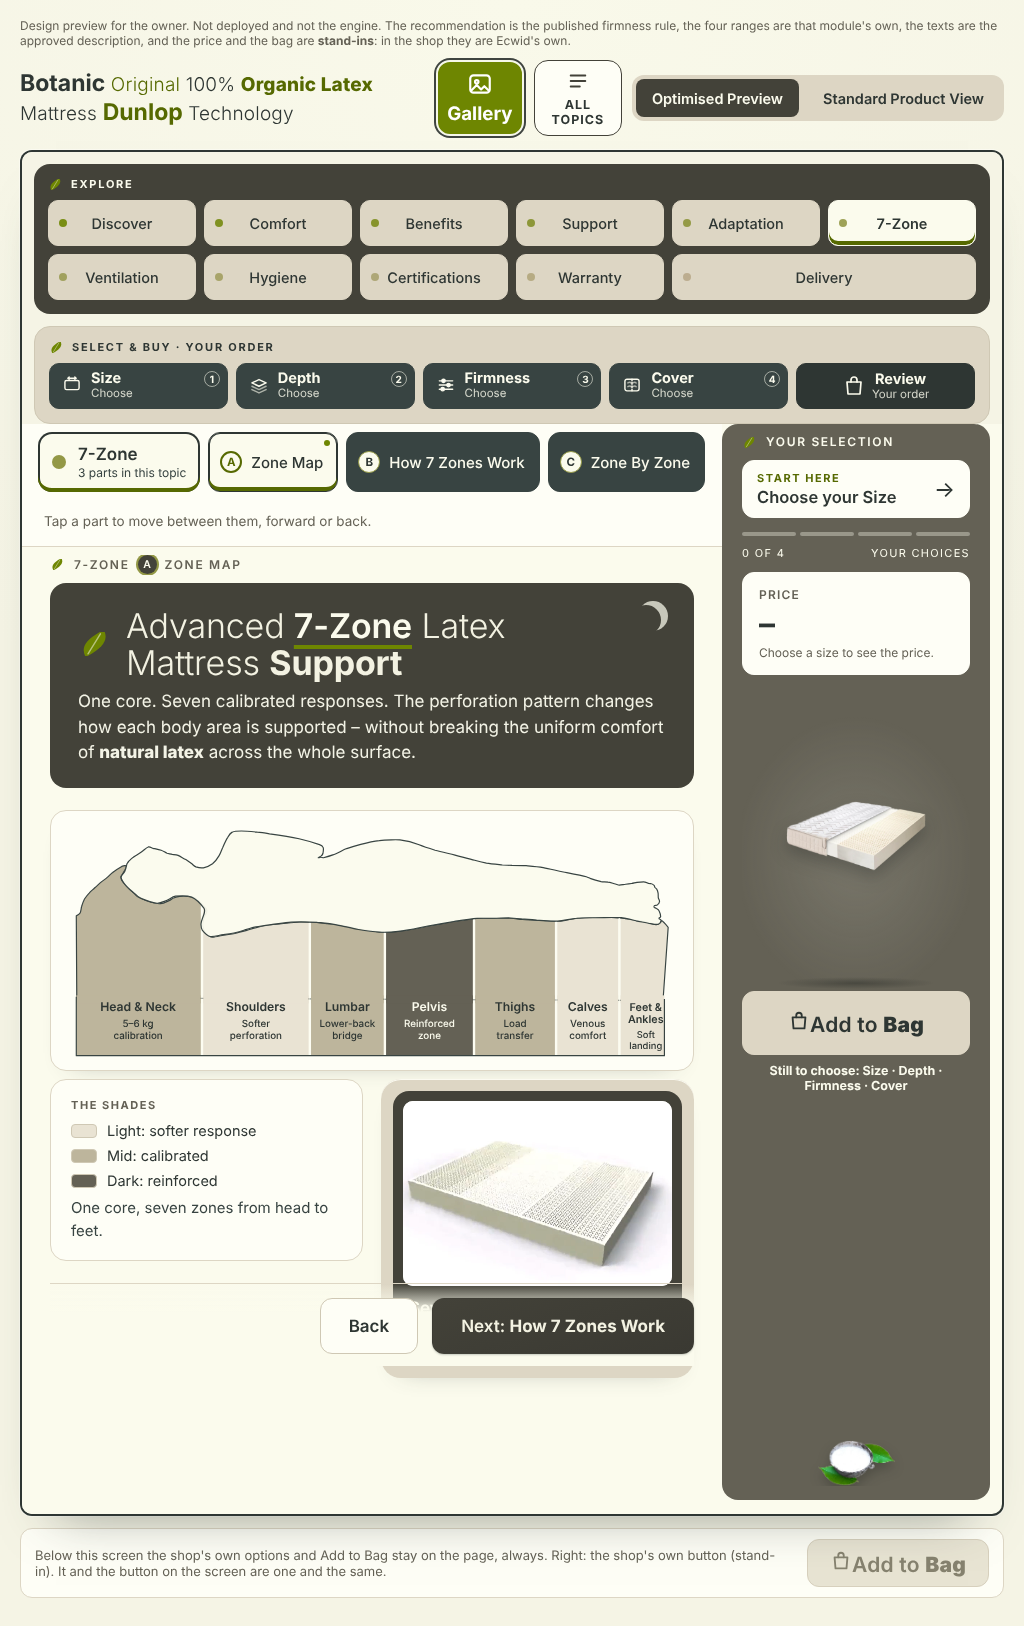 Design preview for the owner. Not deployed and not the engine. The recommendation is the published firmness rule, the four ranges are that module's own, the texts are the
approved description, and the price and the bag are stand-ins: in the shop they are Ecwid's own.
Botanic Original 100% Organic Latex
Mattress Dunlop Technology
Gallery
ALL
TOPICS
Optimised Preview
Standard Product View
EXPLORE
Discover
Comfort
Benefits
Support
Adaptation
7-Zone
Ventilation
Hygiene
Certifications
Warranty
Delivery
SELECT & BUY · YOUR ORDER
Size
Choose
1
Depth
Choose
2
Firmness
Choose
3
Cover
Choose
4
Review
Your order
7-Zone
3 parts in this topic
A Zone Map
B How 7 Zones Work
C Zone By Zone
Tap a part to move between them, forward or back.
7-ZONE A ZONE MAP
Advanced 7-Zone Latex
Mattress Support
One core. Seven calibrated responses. The perforation pattern changes
how each body area is supported – without breaking the uniform comfort
of natural latex across the whole surface.
Head & Neck
5–6 kg
calibration
Shoulders
Softer
perforation
Lumbar
Lower-back
bridge
Pelvis
Reinforced
zone
Thighs
Load
transfer
Calves
Venous
comfort
Feet &
Ankles
Soft
landing
THE SHADES
Light: softer response
Mid: calibrated
Dark: reinforced
One core, seven zones from head to
feet.
Back
Next: How 7 Zones Work
YOUR SELECTION
START HERE
Choose your Size
0 OF 4
YOUR CHOICES
PRICE
–
Choose a size to see the price.
Add to Bag
Still to choose: Size · Depth ·
Firmness · Cover
Below this screen the shop's own options and Add to Bag stay on the page, always. Right: the shop's own button (stand-
in). It and the button on the screen are one and the same.
Add to Bag